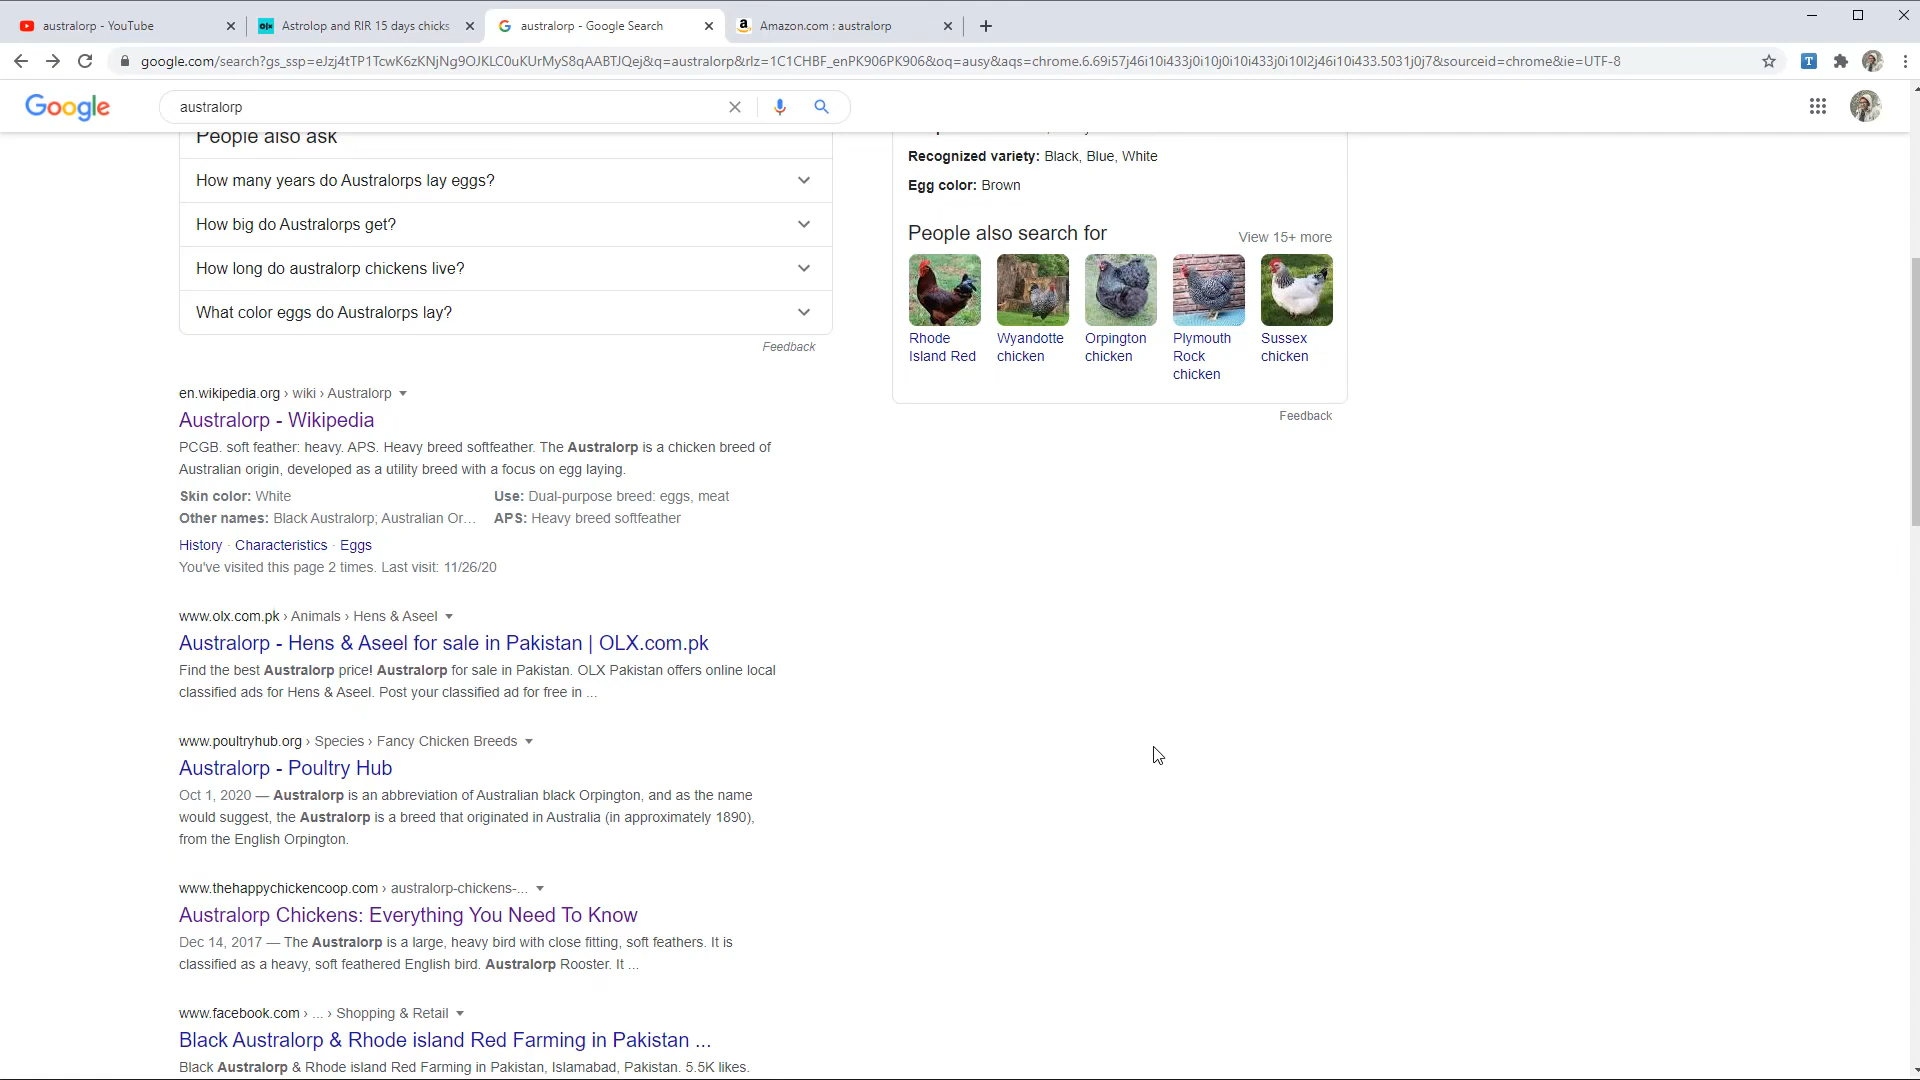 australorp - YouTube
Astrolop and RIR 15 days chicks
australorp - Google Search
Amazon.com : australorp
google.com/search?gs_ssp=eJzj4tTP1TcwK6zKNjNg9OJKLC0uKUrMyS8qAABTJQej&q=australorp&rlz=1C1CHBF_enPK906PK906&oq=ausy&aqs=chrome.6.69i57j46i10i433j0i10j0i10i433j0i10l2j46i10i433.5031j0j7&sourceid=chrome&ie=UTF-8
Google
australorp
People also ask
How many years do Australorps lay eggs?
How big do Australorps get?
How long do australorp chickens live?
What color eggs do Australorps lay?
Feedback
en.wikipedia.org › wiki › Australorp
Australorp - Wikipedia
PCGB. soft feather: heavy. APS. Heavy breed softfeather. The Australorp is a chicken breed of
Australian origin, developed as a utility breed with a focus on egg laying.
Skin color: White
Use: Dual-purpose breed: eggs, meat
Other names: Black Australorp; Australian Or...
APS: Heavy breed softfeather
History · Characteristics · Eggs
You've visited this page 2 times. Last visit: 11/26/20
www.olx.com.pk › Animals › Hens & Aseel
Australorp - Hens & Aseel for sale in Pakistan | OLX.com.pk
Find the best Australorp price! Australorp for sale in Pakistan. OLX Pakistan offers online local
classified ads for Hens & Aseel. Post your classified ad for free in ...
www.poultryhub.org › Species › Fancy Chicken Breeds
Australorp - Poultry Hub
Oct 1, 2020 — Australorp is an abbreviation of Australian black Orpington, and as the name
would suggest, the Australorp is a breed that originated in Australia (in approximately 1890),
from the English Orpington.
www.thehappychickencoop.com › australorp-chickens-...
Australorp Chickens: Everything You Need To Know
Dec 14, 2017 — The Australorp is a large, heavy bird with close fitting, soft feathers. It is
classified as a heavy, soft feathered English bird. Australorp Rooster. It ...
www.facebook.com › ... › Shopping & Retail
Black Australorp & Rhode island Red Farming in Pakistan ...
Black Australorp & Rhode island Red Farming in Pakistan, Islamabad, Pakistan. 5.5K likes.
Recognized variety: Black, Blue, White
Egg color: Brown
People also search for
View 15+ more
Rhode
Island Red
Wyandotte
chicken
Orpington
chicken
Plymouth
Rock
chicken
Sussex
chicken
Feedback